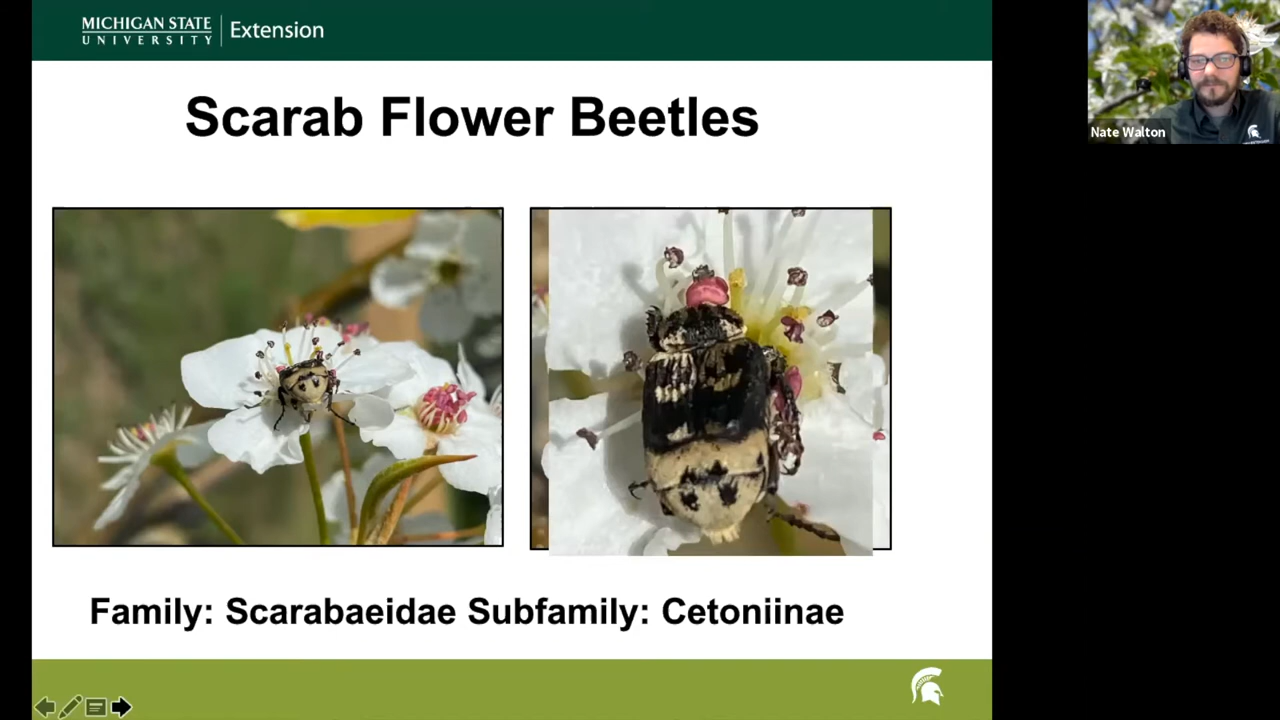 MICHIGAN STATE
UNIVERSITY
Extension
Scarab Flower Beetles
Nate Walton
Family: Scarabaeidae Subfamily: Cetoniinae